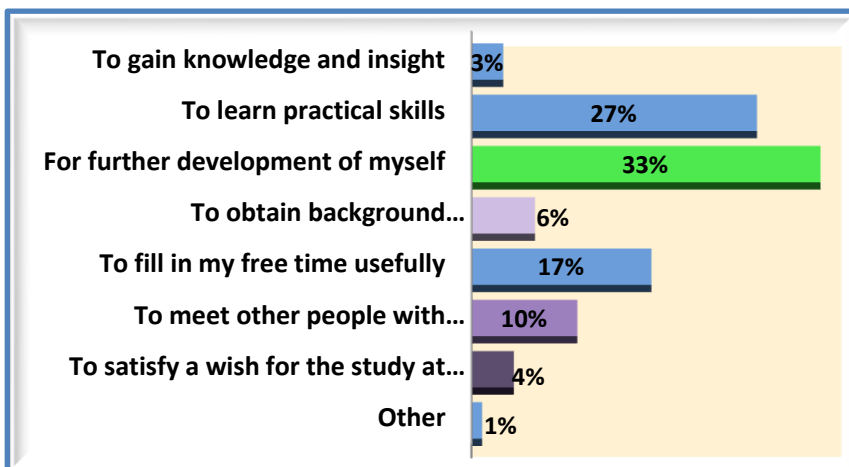 To gain knowledge and insight 3%
To learn practical skills 27%
For further development of myself 33%
To obtain background... 6%
To fill in my free time usefully 17%
To meet other people with... 10%
To satisfy a wish for the study at... 4%
Other 1%